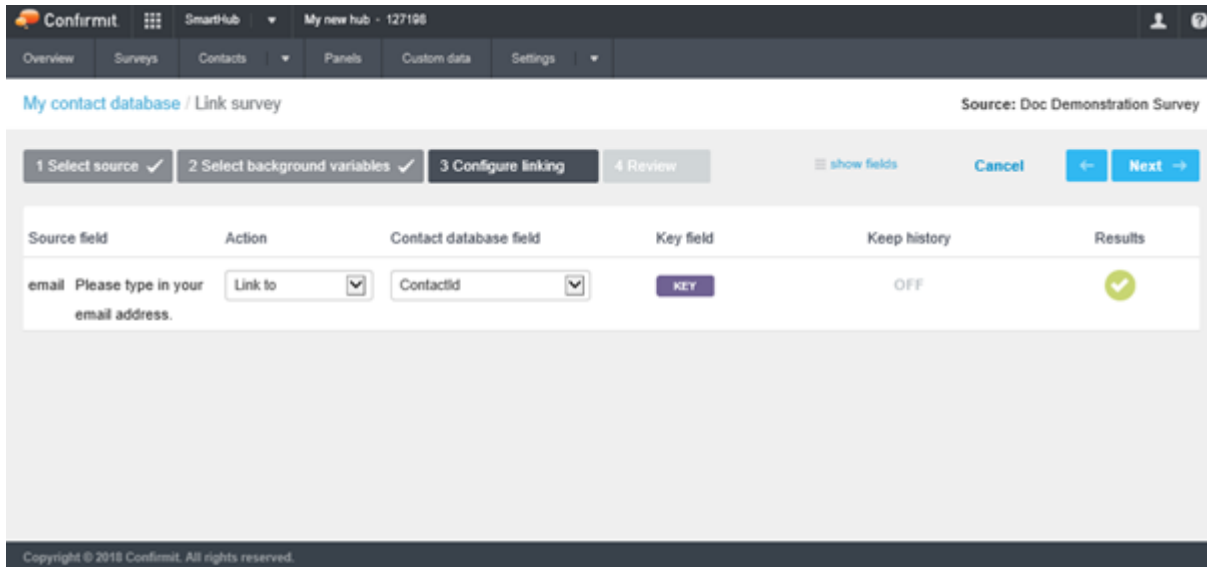 Confirmit SmartHub My new hub - 127198
Overview Surveys Contacts Panels Custom data Settings
My contact database / Link survey Source: Doc Demonstration Survey
1 Select source 2 Select background variables 3 Configure linking 4 Review show fields Cancel Next
Source field Action Contact database field Key field Keep history Results
email Please type in your Link to ContactId KEY OFF
email address.
Copyright © 2018 Confirmit. All rights reserved.